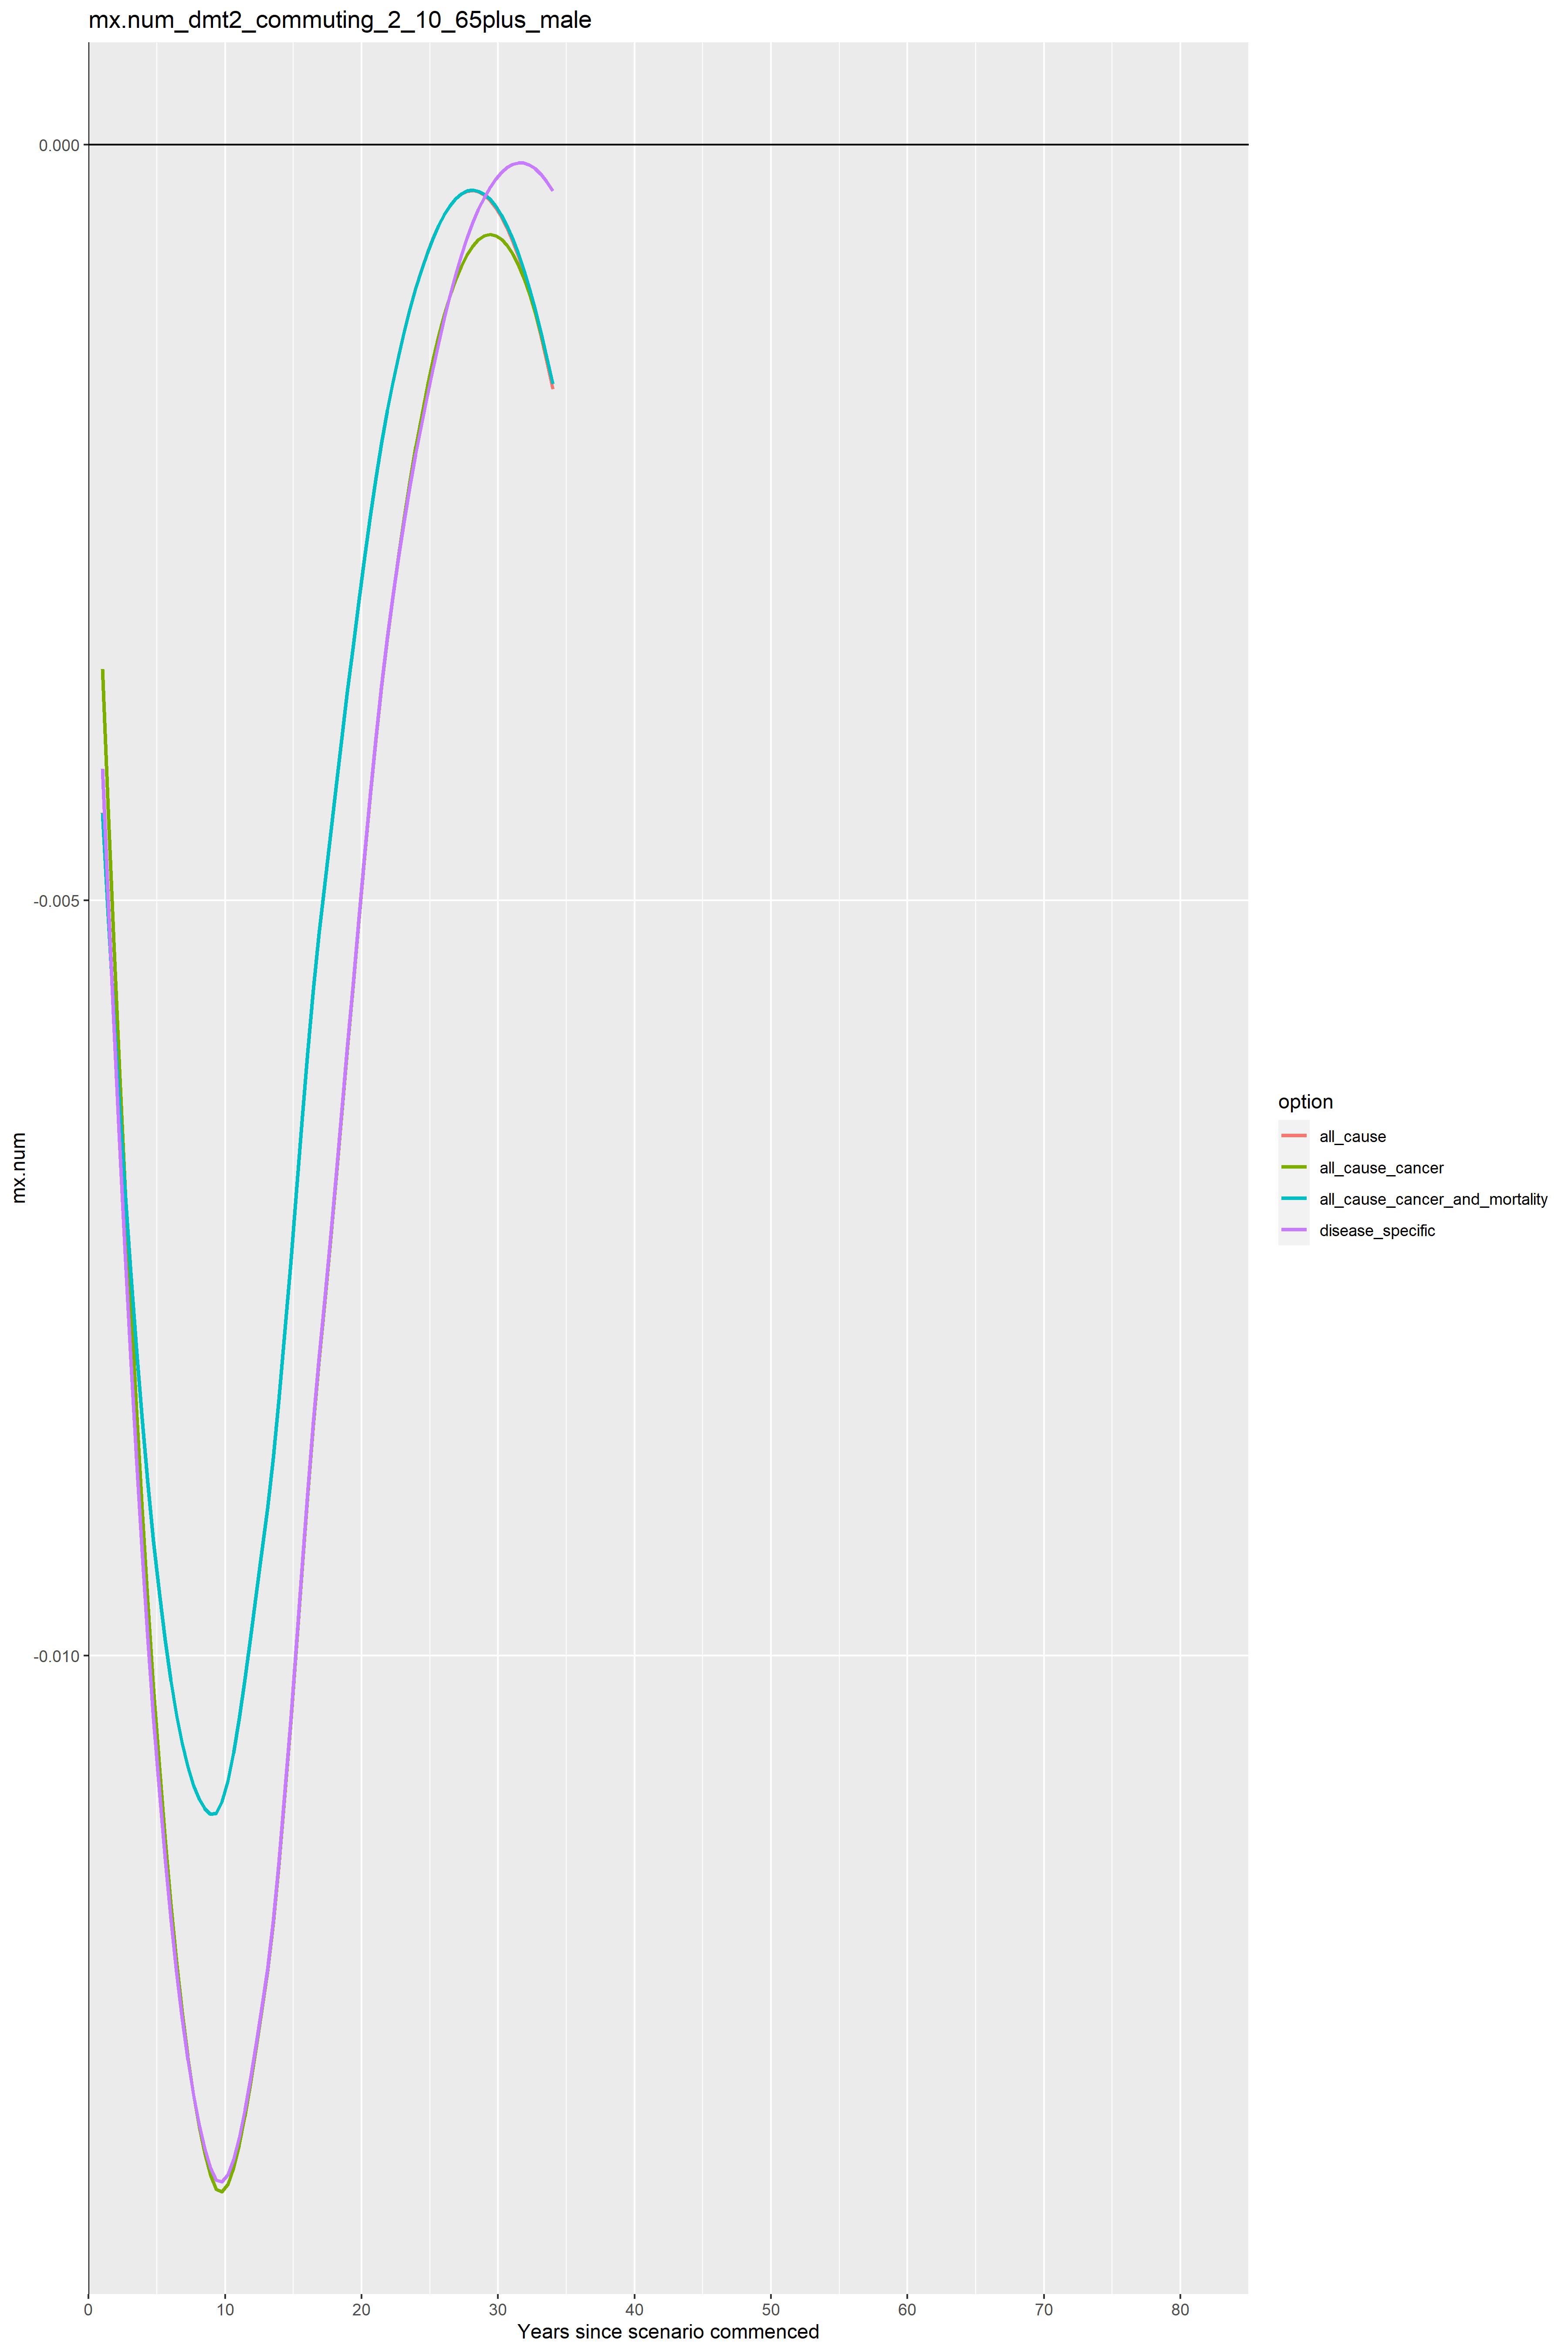 mx.num_dmt2_commuting_2_10_65plus_male
mx.num
0.000
-0.005
-0.010
0 10 20 30 40 50 60 70 80
Years since scenario commenced
option
all_cause
all_cause_cancer
all_cause_cancer_and_mortality
disease_specific